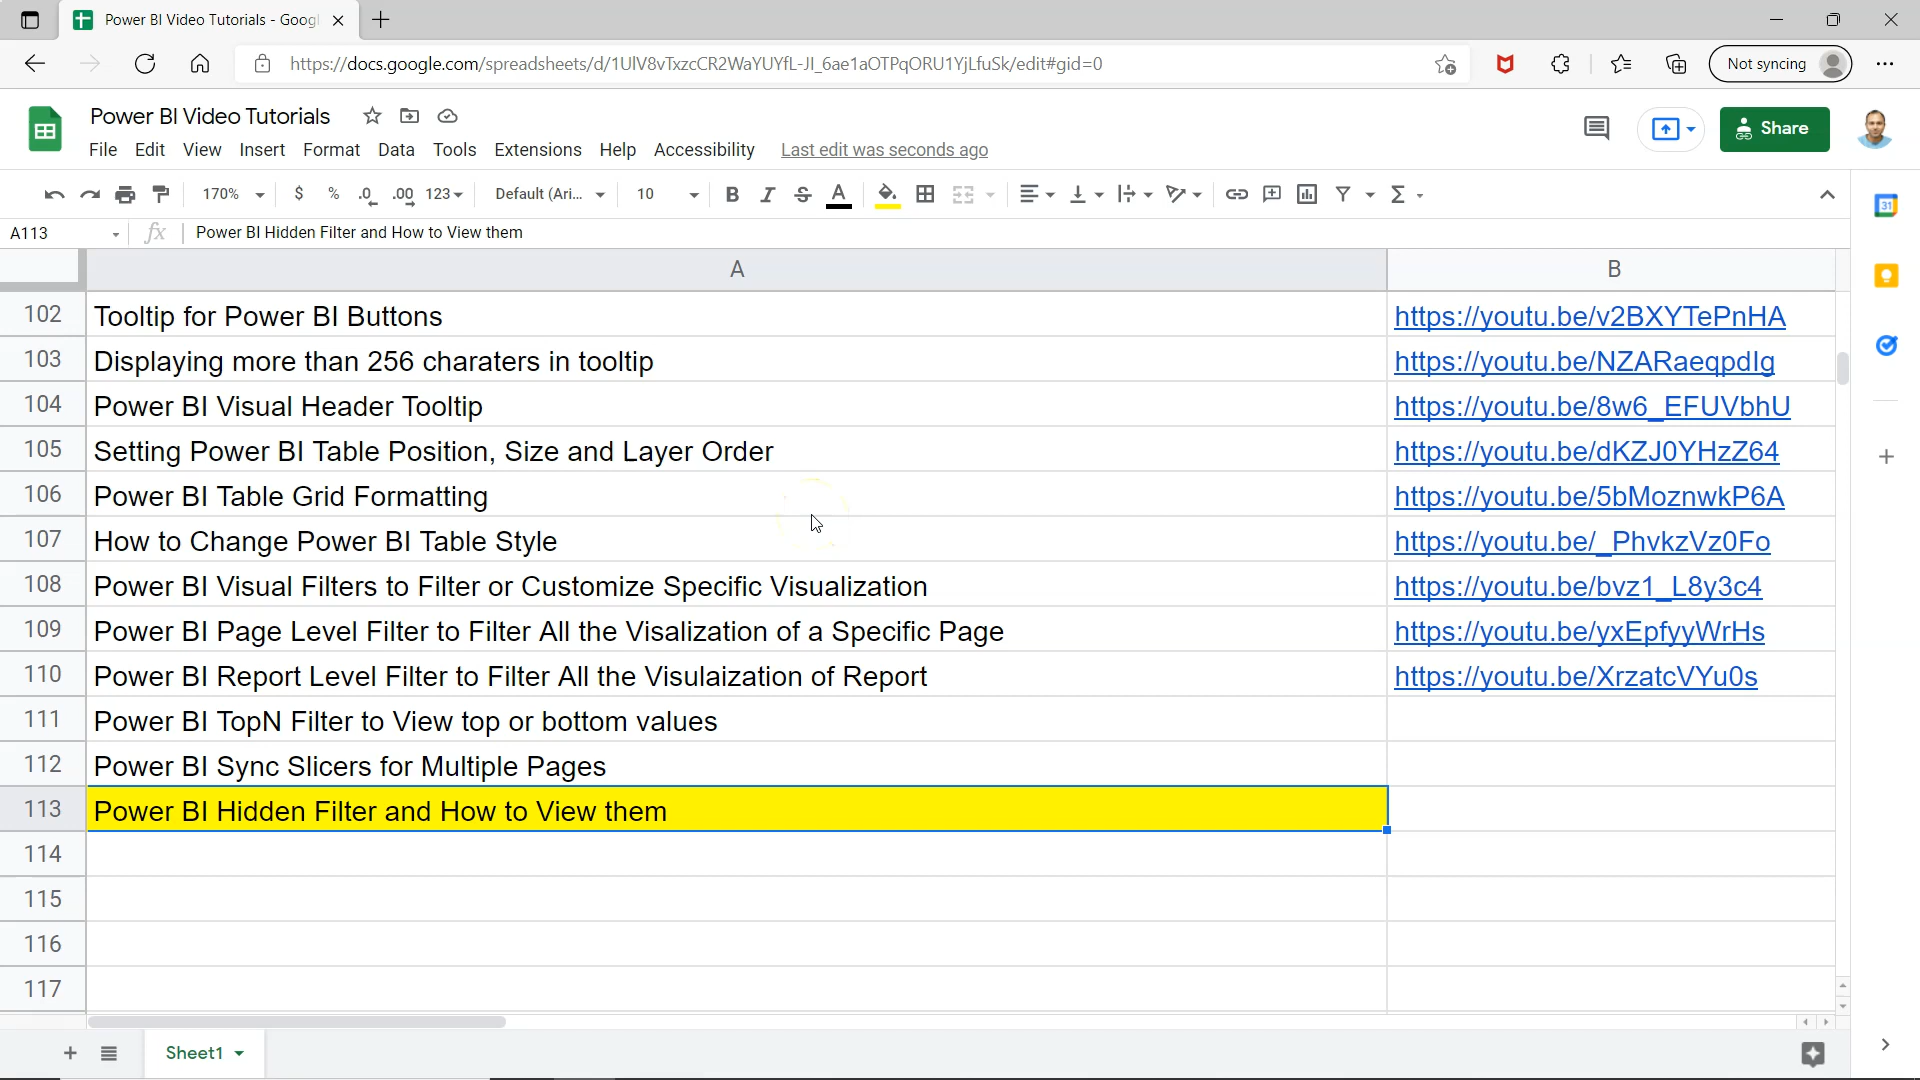 Power BI Video Tutorials - Googl
https://docs.google.com/spreadsheets/d/1UlV8vTxzcCR2WaYUYfL-JI_6ae1aOTPqORU1YjLfuSk/edit#gid=0
Not syncing
Power BI Video Tutorials
Share
File Edit View Insert Format Data Tools Extensions Help Accessibility Last edit was seconds ago
170% $ % .0 .00 123 Default (Ari... 10 B I S A
31
A113 fx Power BI Hidden Filter and How to View them
A B
102 Tooltip for Power BI Buttons https://youtu.be/v2BXYTePnHA
103 Displaying more than 256 charaters in tooltip https://youtu.be/NZARaeqpdIg
104 Power BI Visual Header Tooltip https://youtu.be/8w6_EFUVbhU
105 Setting Power BI Table Position, Size and Layer Order https://youtu.be/dKZJ0YHzZ64
106 Power BI Table Grid Formatting https://youtu.be/5bMoznwkP6A
107 How to Change Power BI Table Style https://youtu.be/_PhvkzVz0Fo
108 Power BI Visual Filters to Filter or Customize Specific Visualization https://youtu.be/bvz1_L8y3c4
109 Power BI Page Level Filter to Filter All the Visalization of a Specific Page https://youtu.be/yxEpfyyWrHs
110 Power BI Report Level Filter to Filter All the Visulaization of Report https://youtu.be/XrzatcVYu0s
111 Power BI TopN Filter to View top or bottom values
112 Power BI Sync Slicers for Multiple Pages
113 Power BI Hidden Filter and How to View them
114
115
116
117
Sheet1